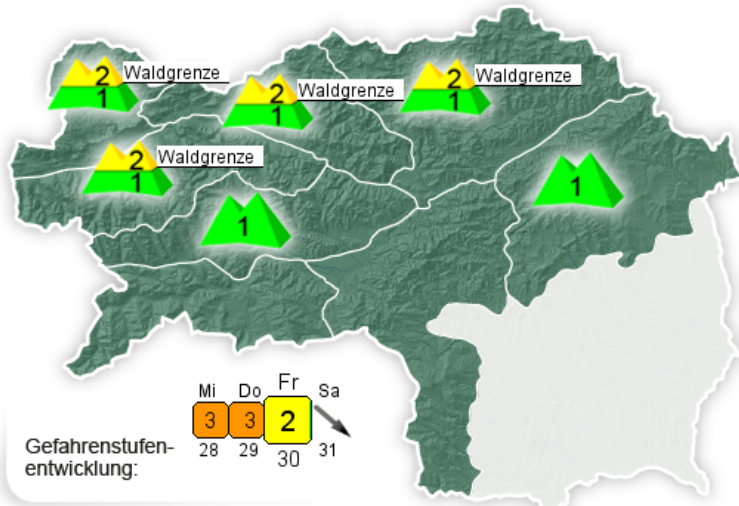 2 Waldgrenze
1
2 Waldgrenze
1
2 Waldgrenze
1
2 Waldgrenze
1
1
1
Mi Do Fr Sa
3 3 2
28 29 30 31
Gefahrenstufen-
entwicklung: